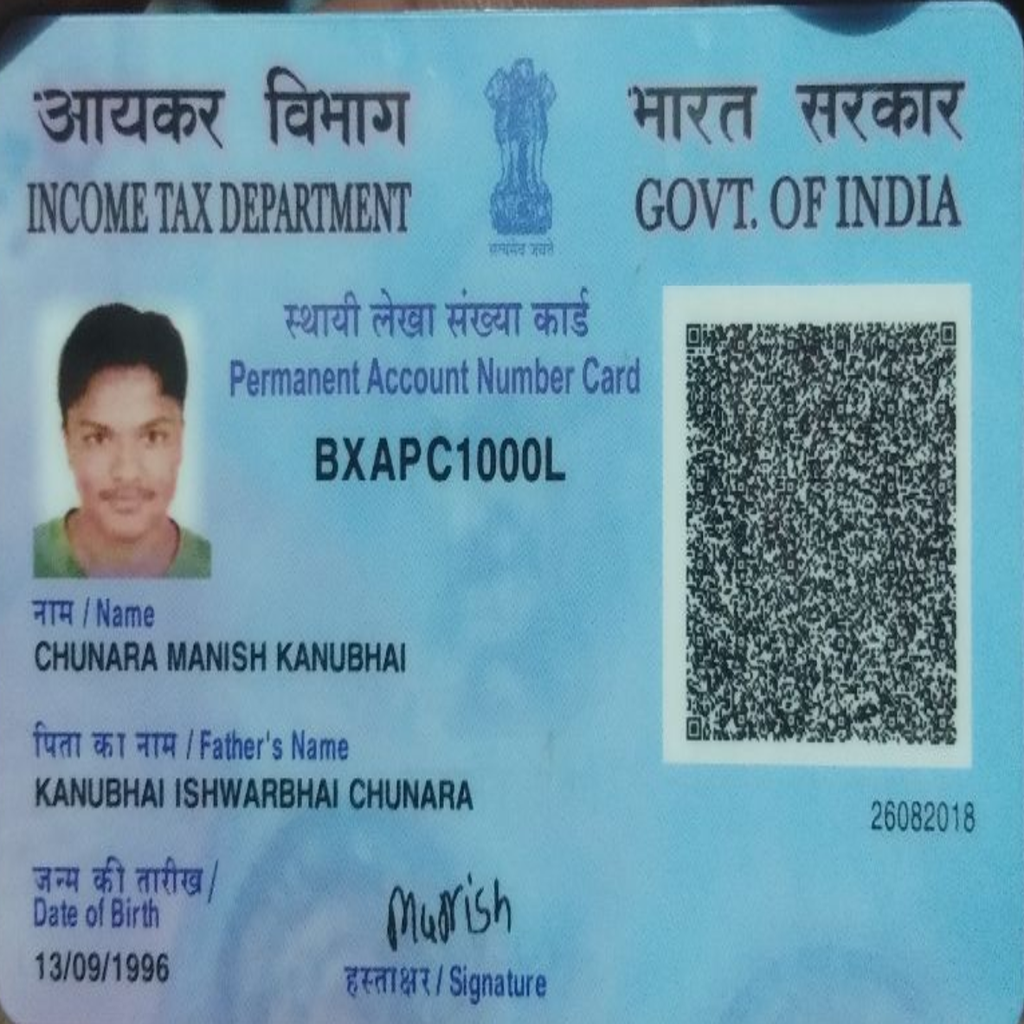 आयकर विभाग
INCOME TAX DEPARTMENT
सत्यमेव जयते
भारत सरकार
GOVT. OF INDIA
स्थायी लेखा संख्या कार्ड
Permanent Account Number Card
BXAPC1000L
नाम / Name
CHUNARA MANISH KANUBHAI
पिता का नाम / Father's Name
KANUBHAI ISHWARBHAI CHUNARA
26082018
जन्म की तारीख /
Date of Birth
13/09/1996
Manish
हस्ताक्षर / Signature